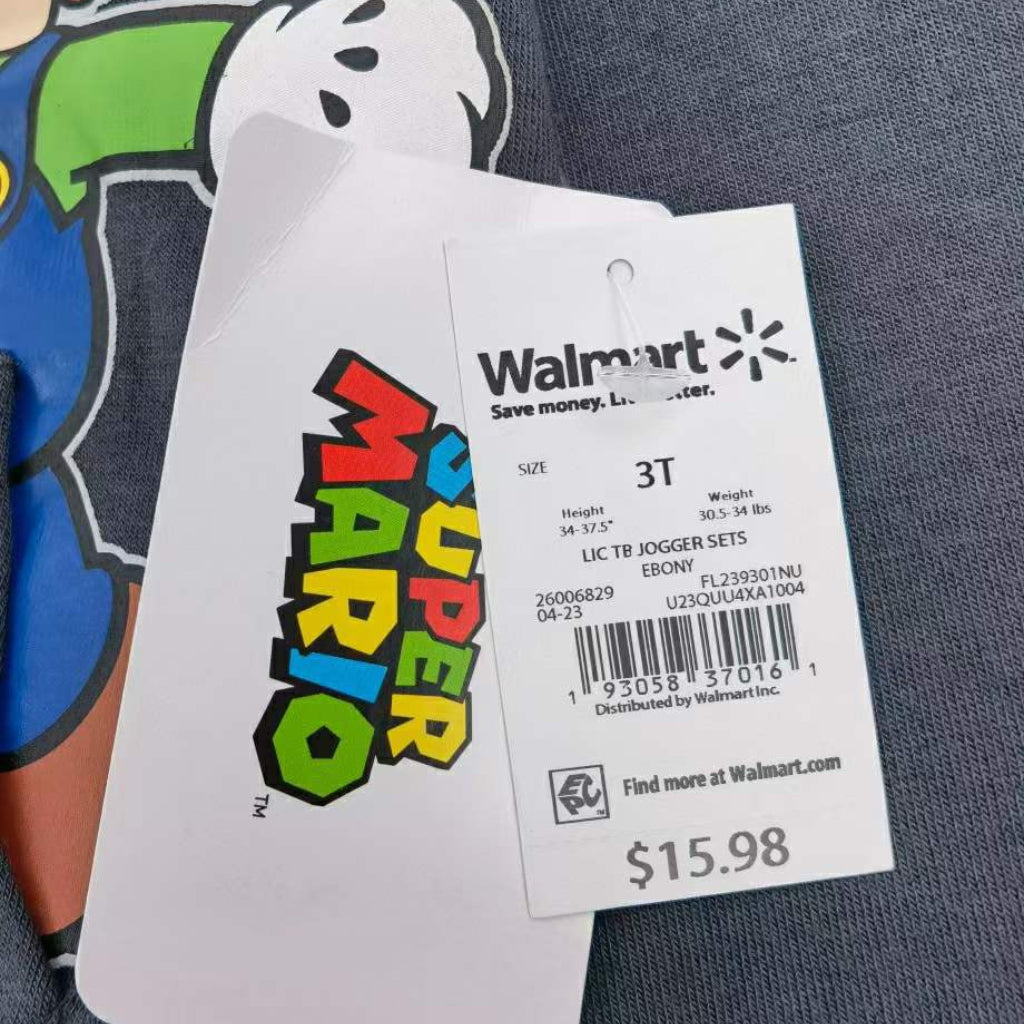 SUPER
MARIO
TM
Walmart
Save money.
SIZE 3T
Height Weight
34-37.5" 30.5-34 lbs
LIC TB JOGGER SETS
EBONY
26006829 FL239301NU
04-23 U23QUU4XA1004
1 93058 37016 1
Distributed by Walmart Inc.
EPC TM Find more at Walmart.com
$15.98